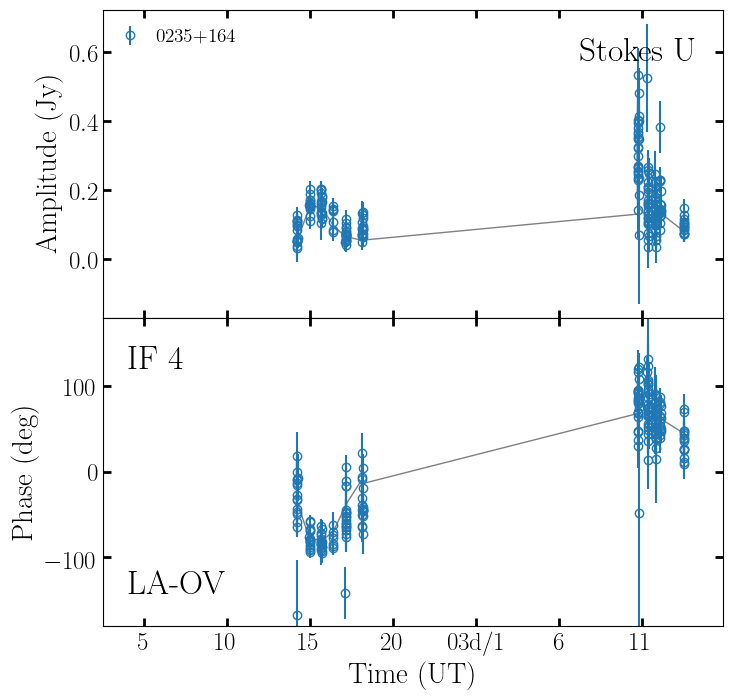 0235+164
Stokes U
0.6
0.4
0.2
0.0
Amplitude (Jy)
IF 4
100
0
−100
Phase (deg)
LA-OV
5 10 15 20 03d/1 6 11
Time (UT)